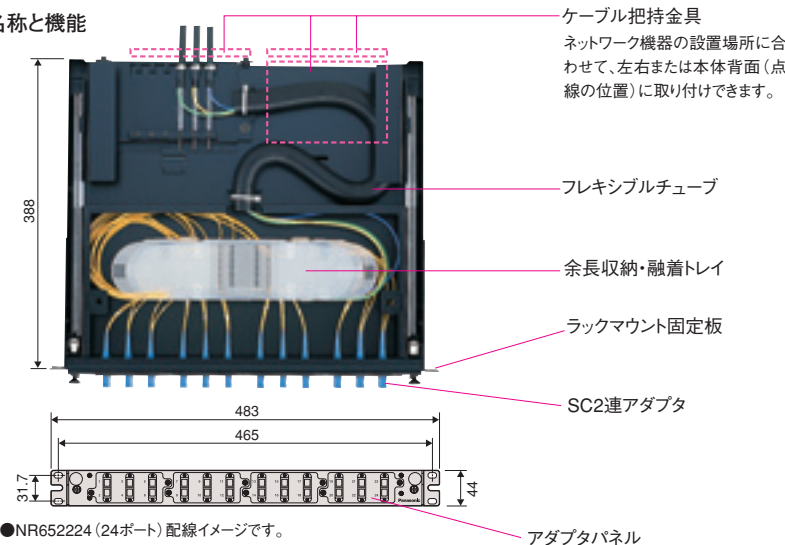 名称と機能
ケーブル把持金具
ネットワーク機器の設置場所に合
わせて、左右または本体背面（点
線の位置）に取り付けできます。
388
フレキシブルチューブ
余長収納・融着トレイ
ラックマウント固定板
SC2連アダプタ
483
465
31.7
44
Panasonic
●NR652224（24ポート）配線イメージです。
アダプタパネル